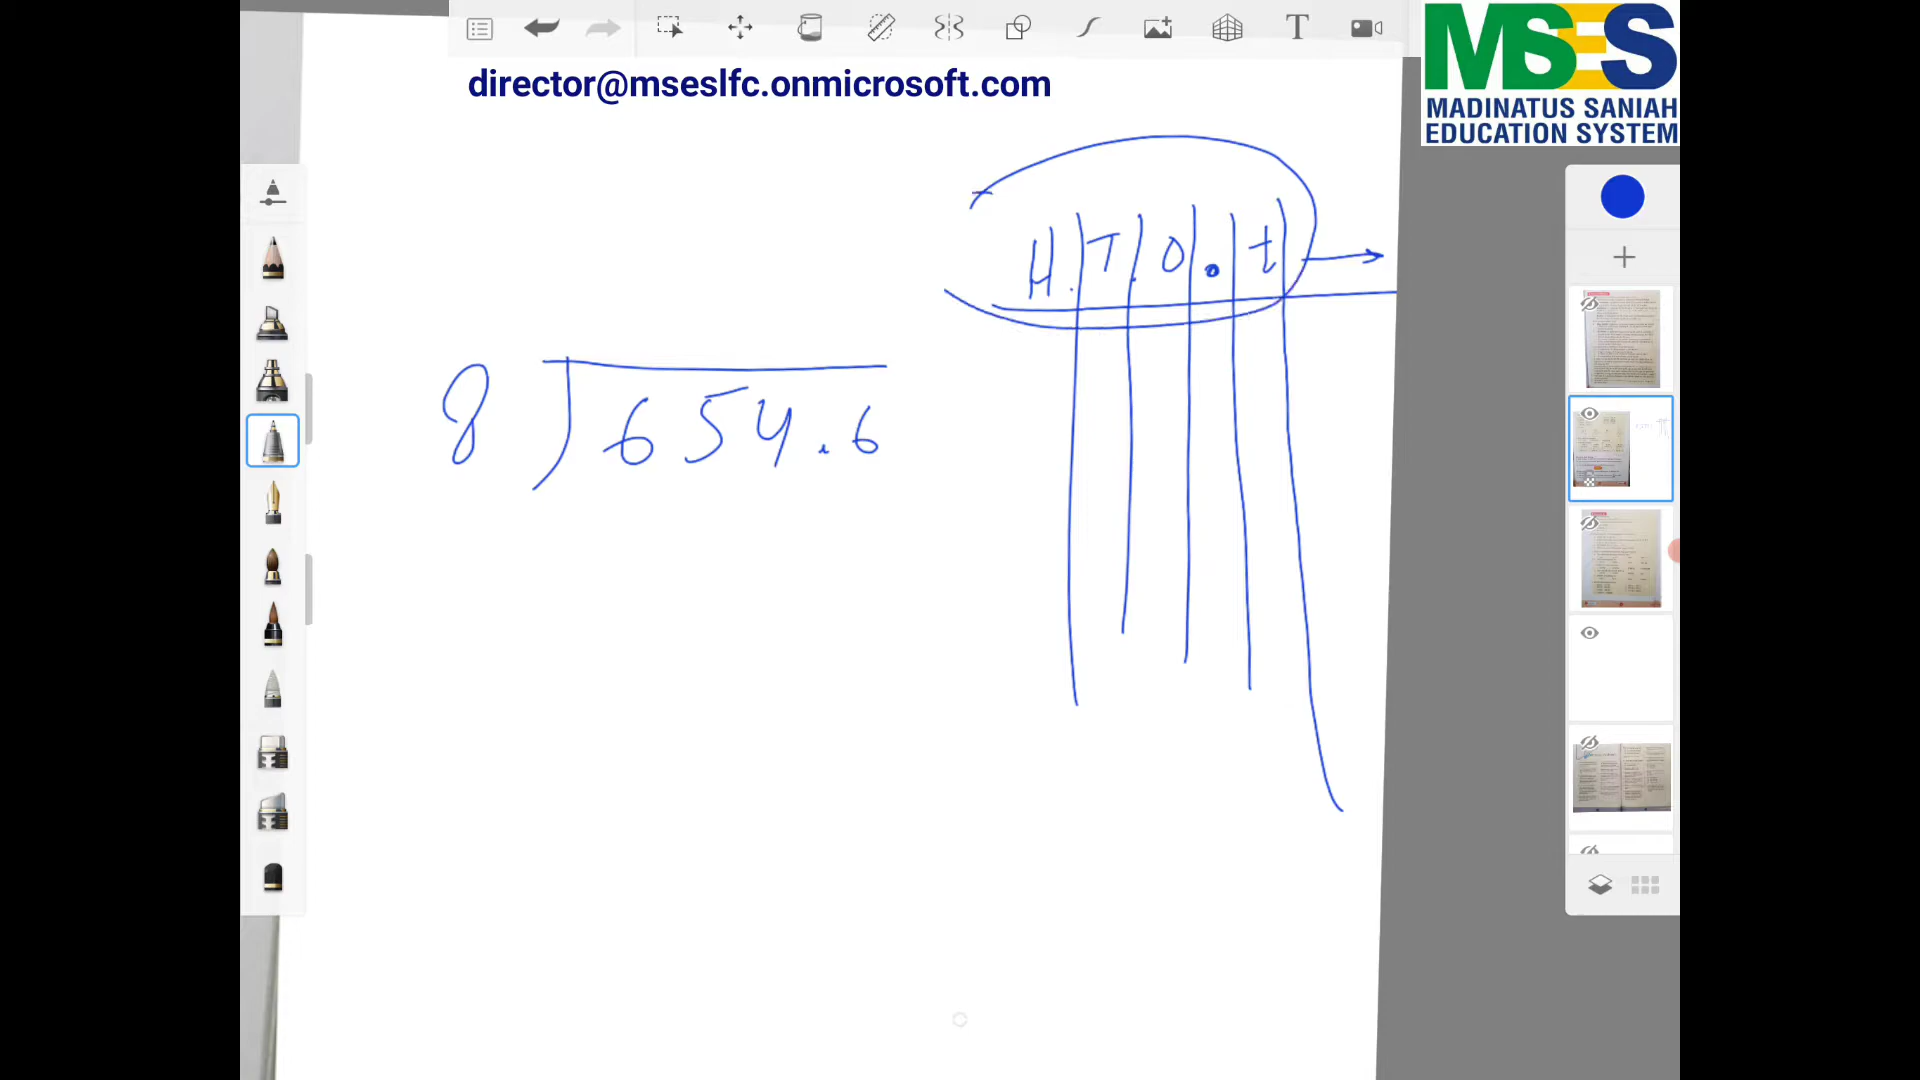 director@mseslfc.onmicrosoft.com
MSES
MADINATUS SANIAH
EDUCATION SYSTEM
H. T. O . t
8 ) 654.6